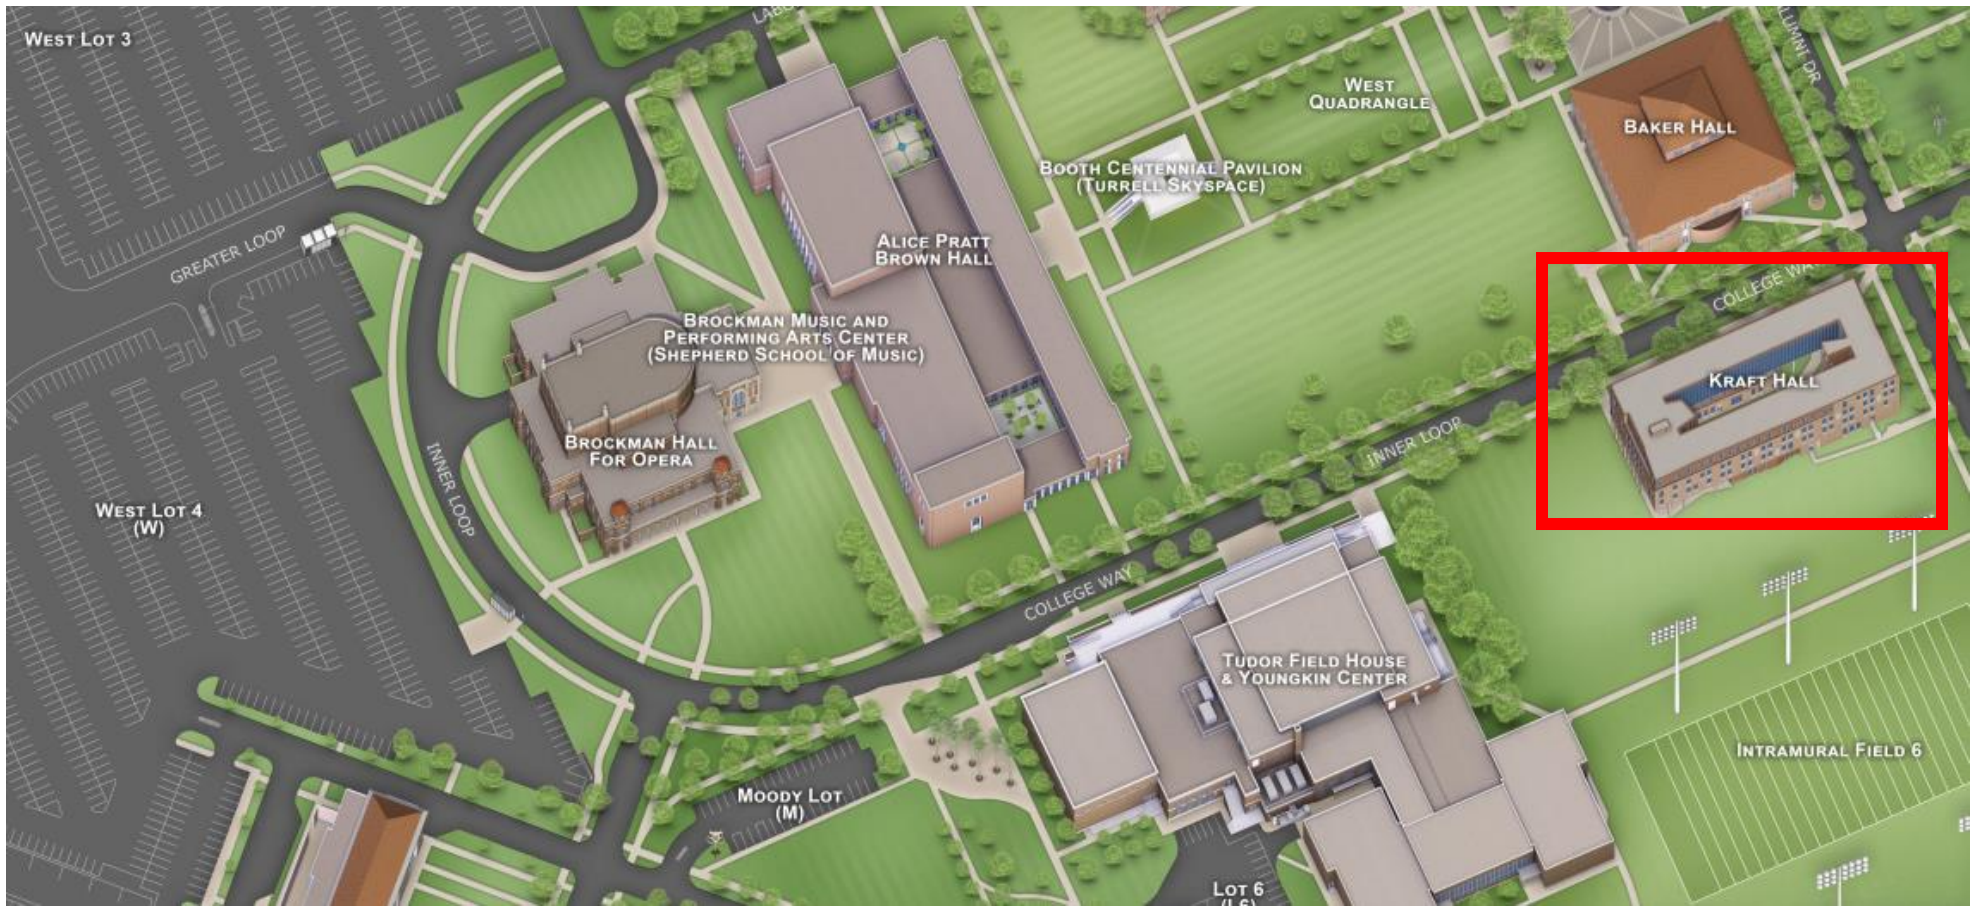 WEST LOT 3
WEST
QUADRANGLE
ALUMNI DR
BAKER HALL
BOOTH CENTENNIAL PAVILION
(TURRELL SKYSPACE)
GREATER LOOP
ALICE PRATT
BROWN HALL
COLLEGE WAY
BROCKMAN MUSIC AND
PERFORMING ARTS CENTER
(SHEPHERD SCHOOL OF MUSIC)
KRAFT HALL
BROCKMAN HALL
FOR OPERA
INNER LOOP
INNER LOOP
WEST LOT 4
(W)
COLLEGE WAY
TUDOR FIELD HOUSE
& YOUNGKIN CENTER
INTRAMURAL FIELD 6
MOODY LOT
(M)
LOT 6
(L6)